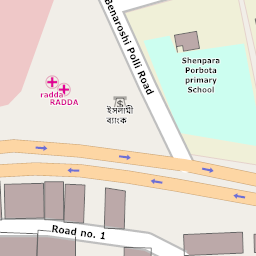 Benaroshi Polli Road
Shenpara
Porbota
primary
School
radda
RADDA
ইসলামী
ব্যাংক
Road no. 1